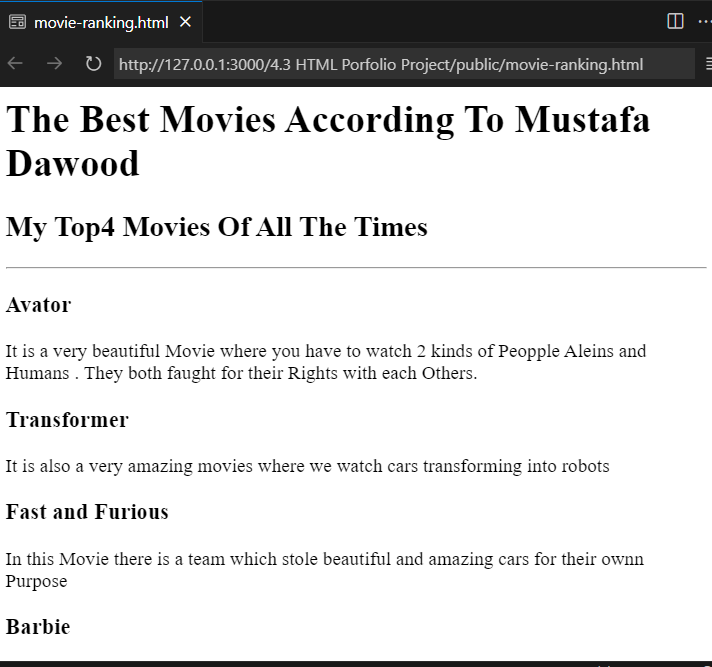 movie-ranking.html
http://127.0.0.1:3000/4.3 HTML Porfolio Project/public/movie-ranking.html
The Best Movies According To Mustafa
Dawood
My Top4 Movies Of All The Times
Avator
It is a very beautiful Movie where you have to watch 2 kinds of Peopple Aleins and
Humans . They both faught for their Rights with each Others.
Transformer
It is also a very amazing movies where we watch cars transforming into robots
Fast and Furious
In this Movie there is a team which stole beautiful and amazing cars for their ownn
Purpose
Barbie